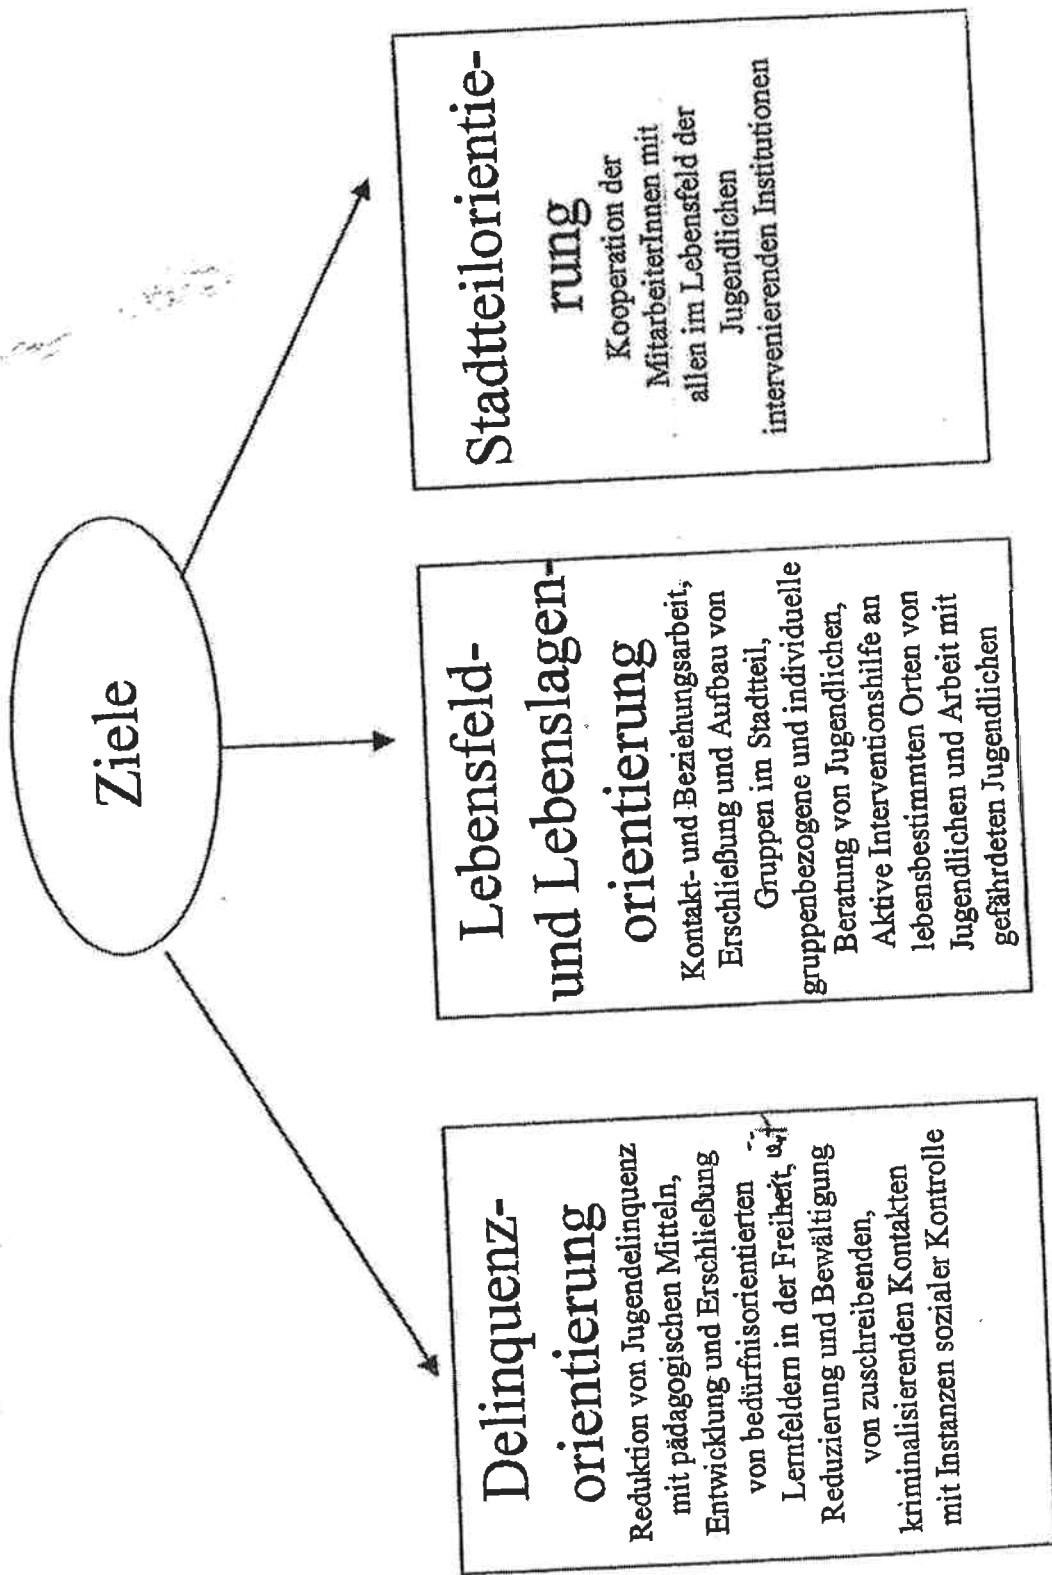 Ziele
Delinquenz-
orientierung
Reduktion von Jugendelinquenz
mit pädagogischen Mitteln,
Entwicklung und Erschließung
von bedürfnisorientierten
Lernfeldern in der Freiheit,
Reduzierung und Bewältigung
von zuschreibenden,
kriminalisierenden Kontakten
mit Instanzen sozialer Kontrolle
Lebensfeld-
und Lebenslagen-
orientierung
Kontakt- und Beziehungsarbeit,
Erschließung und Aufbau von
Gruppen im Stadtteil,
gruppenbezogene und individuelle
Beratung von Jugendlichen,
Aktive Interventionshilfe an
lebensbestimmten Orten von
Jugendlichen und Arbeit mit
gefährdeten Jugendlichen
Stadtteilorientie-
rung
Kooperation der
MitarbeiterInnen mit
allen im Lebensfeld der
Jugendlichen
intervenierenden Institutionen